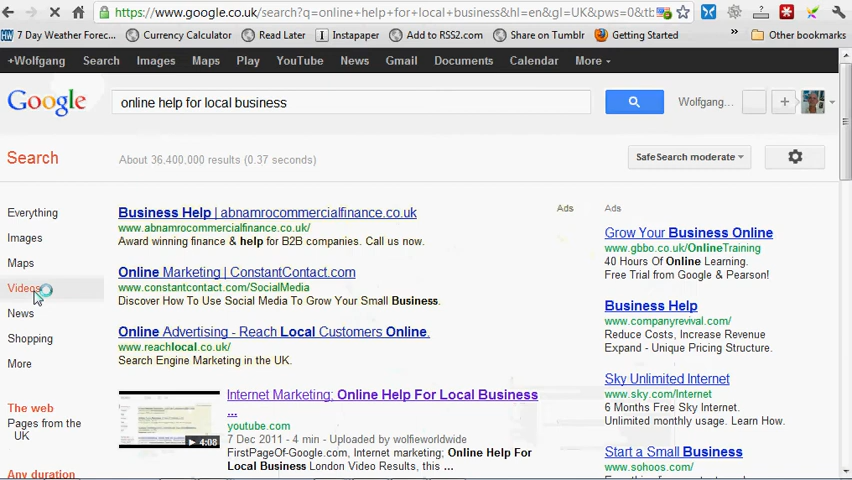 https://www.google.co.uk/search?q=online+help+for+local+business&hl=en&gl=UK&pws=0&tb
7 Day Weather Forec... Currency Calculator Read Later Instapaper Add to RSS2.com Share on Tumblr Getting Started Other bookmarks
+Wolfgang Search Images Maps Play YouTube News Gmail Documents Calendar More
Google online help for local business Wolfgang...
Search About 36,400,000 results (0.37 seconds) SafeSearch moderate
Everything
Images
Maps
Videos
News
Shopping
More
The web
Pages from the
UK
Any duration
Ads
Business Help | abnamrocommercialfinance.co.uk
www.abnamrocommercialfinance.co.uk/
Award winning finance & help for B2B companies. Call us now.
Online Marketing | ConstantContact.com
www.constantcontact.com/SocialMedia
Discover How To Use Social Media To Grow Your Small Business.
Online Advertising - Reach Local Customers Online.
www.reachlocal.co.uk/
Search Engine Marketing in the UK.
Internet Marketing; Online Help For Local Business
...
youtube.com
7 Dec 2011 - 4 min - Uploaded by wolfieworldwide
FirstPageOf-Google.com, Internet marketing; Online Help For
Local Business London Video Results, this ...
4:08
Ads
Grow Your Business Online
www.gbbo.co.uk/OnlineTraining
40 Hours Of Online Learning.
Free Trial from Google & Pearson!
Business Help
www.companyrevival.com/
Reduce Costs, Increase Revenue
Expand - Unique Pricing Structure.
Sky Unlimited Internet
www.sky.com/Internet
6 Months Free Sky Internet.
Unlimited monthly usage. Learn How.
Start a Small Business
www.sohoos.com/